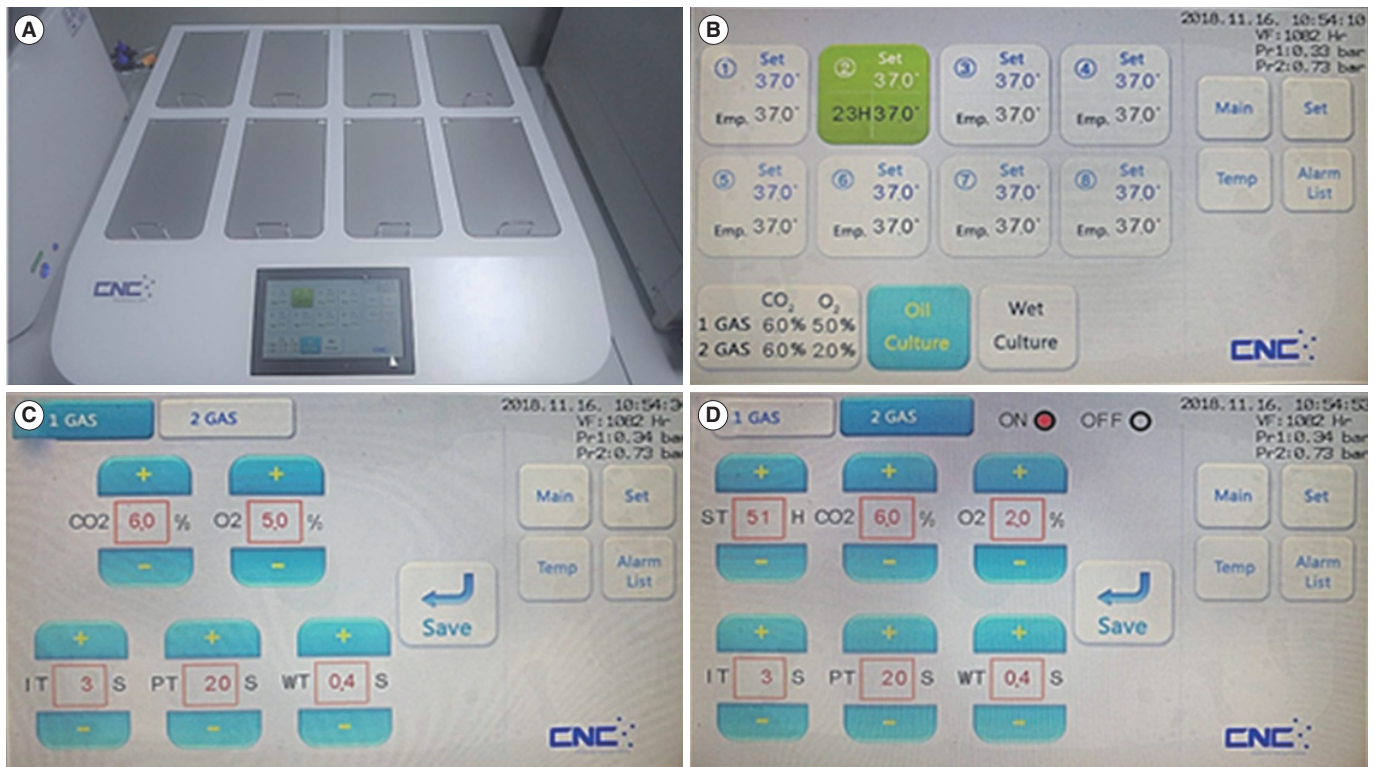 A
CNC
B
2018.11.16. 10:54:10
VF:1082 Hr
Pr1:0.33 bar
Pr2:0.73 bar
① Set 37.0°
Emp. 37.0°
② Set 37.0°
23H 37.0°
③ Set 37.0°
Emp. 37.0°
④ Set 37.0°
Emp. 37.0°
Main
Set
⑤ Set 37.0°
Emp. 37.0°
⑥ Set 37.0°
Emp. 37.0°
⑦ Set 37.0°
Emp. 37.0°
⑧ Set 37.0°
Emp. 37.0°
Temp
Alarm
List
CO₂ O₂
1 GAS 6.0% 5.0%
2 GAS 6.0% 2.0%
Oil
Culture
Wet
Culture
CNC
C
1 GAS
2 GAS
2018.11.16. 10:54:3
VF:1082 Hr
Pr1:0.34 bar
Pr2:0.73 bar
+ +
CO2 6.0 % O2 5.0 %
- -
Main
Set
Temp
Alarm
List
Save
+ + +
IT 3 S PT 20 S WT 0.4 S
- - -
CNC
D
1 GAS
2 GAS
ON OFF
2018.11.16. 10:54:53
VF:1082 Hr
Pr1:0.34 bar
Pr2:0.73 bar
+ + +
ST 51 H CO2 6.0 % O2 2.0 %
- - -
Main
Set
Temp
Alarm
List
Save
+ + +
IT 3 S PT 20 S WT 0.4 S
- - -
CNC